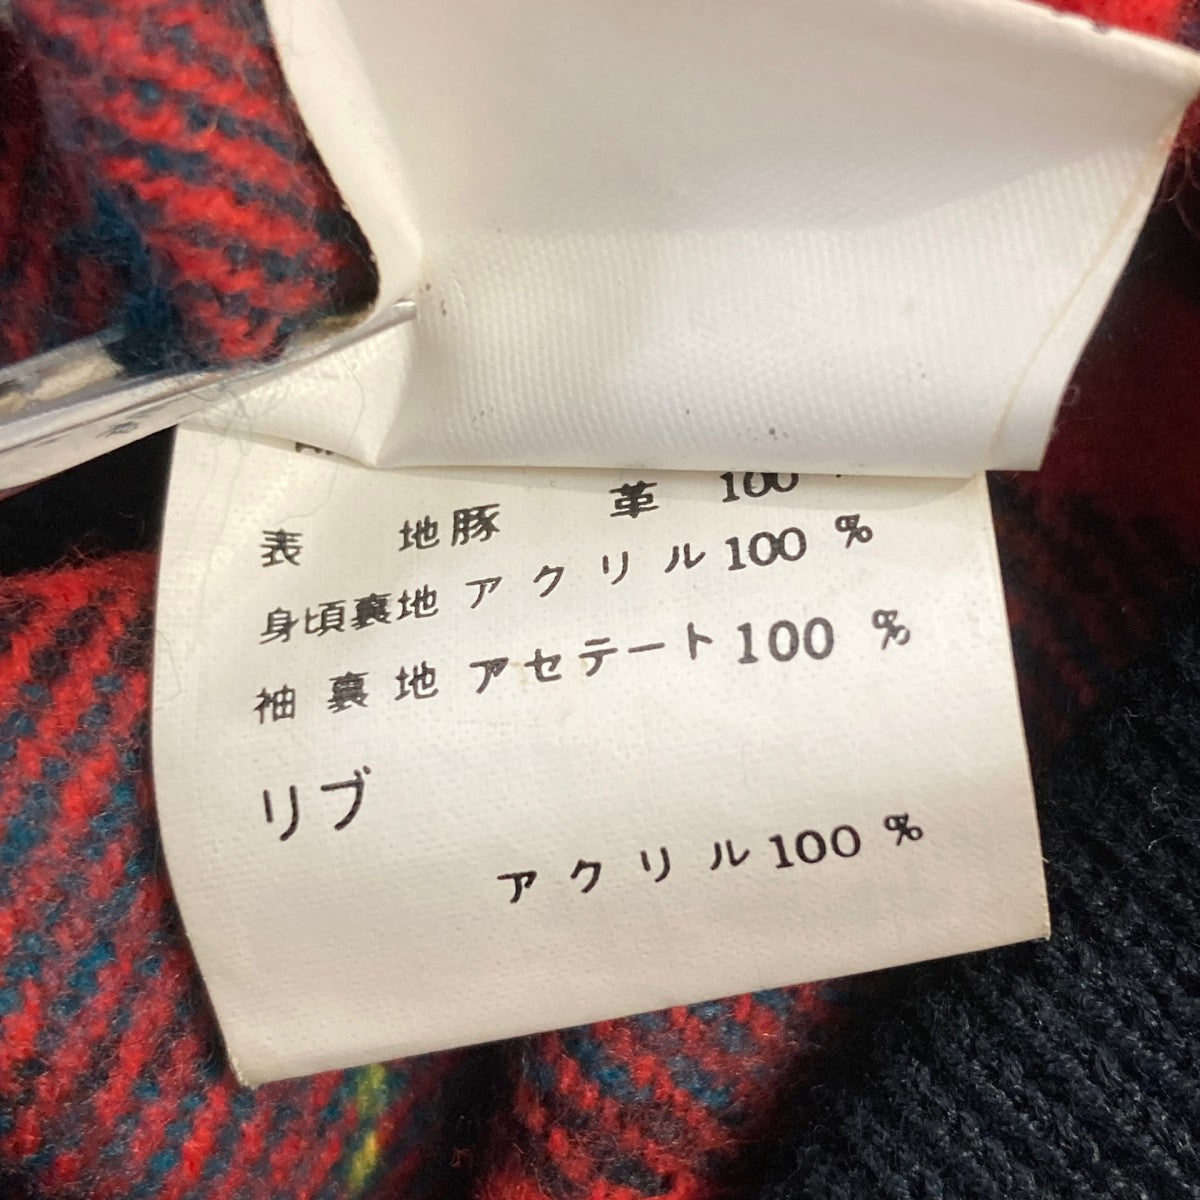 表 地豚 革 100
身頃裏地 アクリル100 %
袖裏地 アセテート100 %
リブ
アクリル100 %